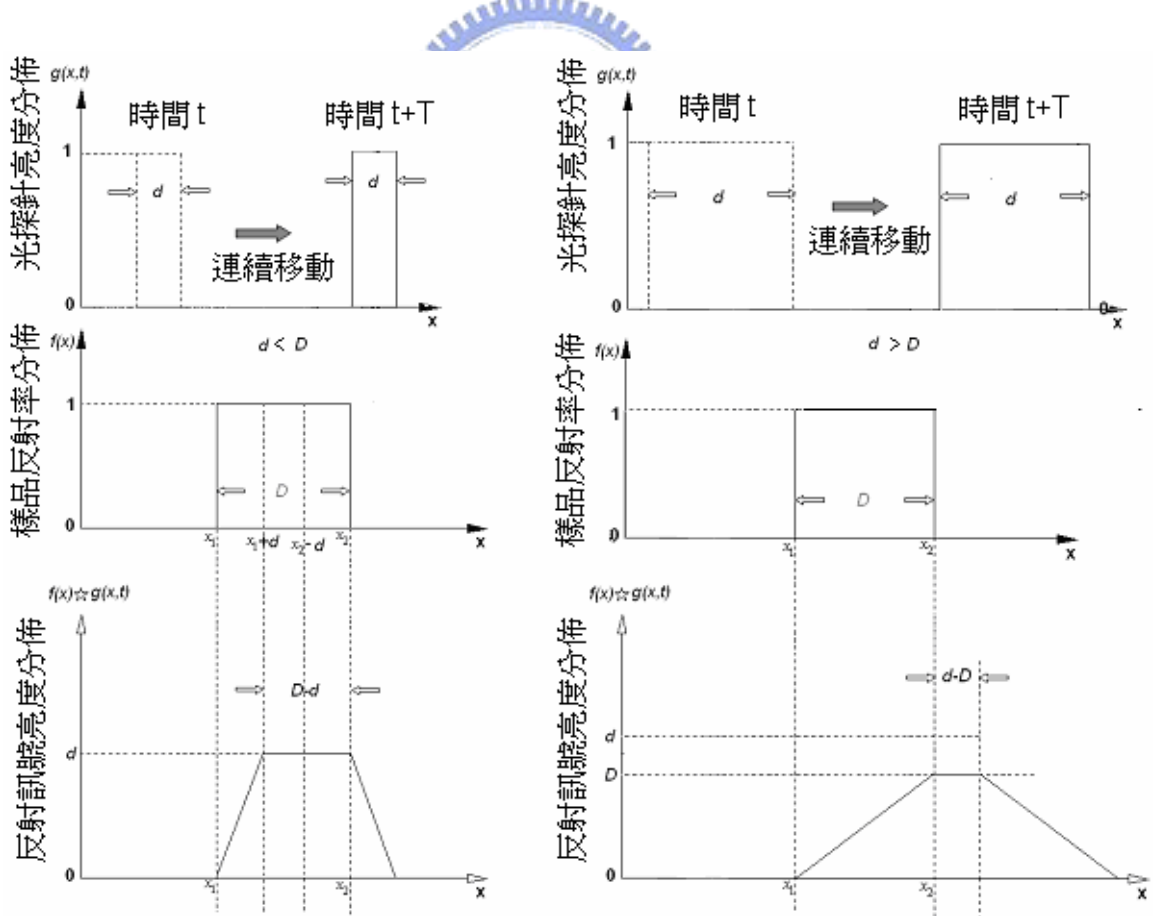 光探針亮度分佈
g(x,t)
時間 t
時間 t+T
1
d
d
連續移動
0
x
樣品反射率分佈
f(x)
d < D
1
D
0
x₁
x₁+d
x₂-d
x₂
x
反射訊號亮度分佈
f(x)☆g(x,t)
D-d
d
0
x₁
x₂
x
光探針亮度分佈
g(x,t)
時間 t
時間 t+T
1
d
d
連續移動
0
0
x
樣品反射率分佈
f(x)
d > D
1
D
0
x₁
x₂
x
反射訊號亮度分佈
f(x)☆g(x,t)
d-D
d
D
0
x₁
x₂
x